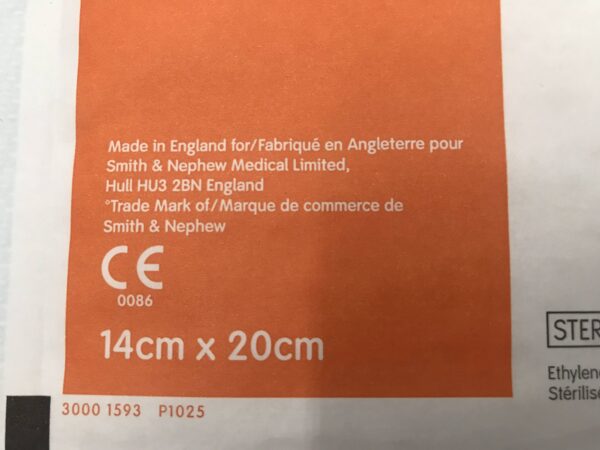 Made in England for/Fabriqué en Angleterre pour
Smith & Nephew Medical Limited,
Hull HU3 2BN England
°Trade Mark of/Marque de commerce de
Smith & Nephew
CE
0086
14cm x 20cm
3000 1593 P1025